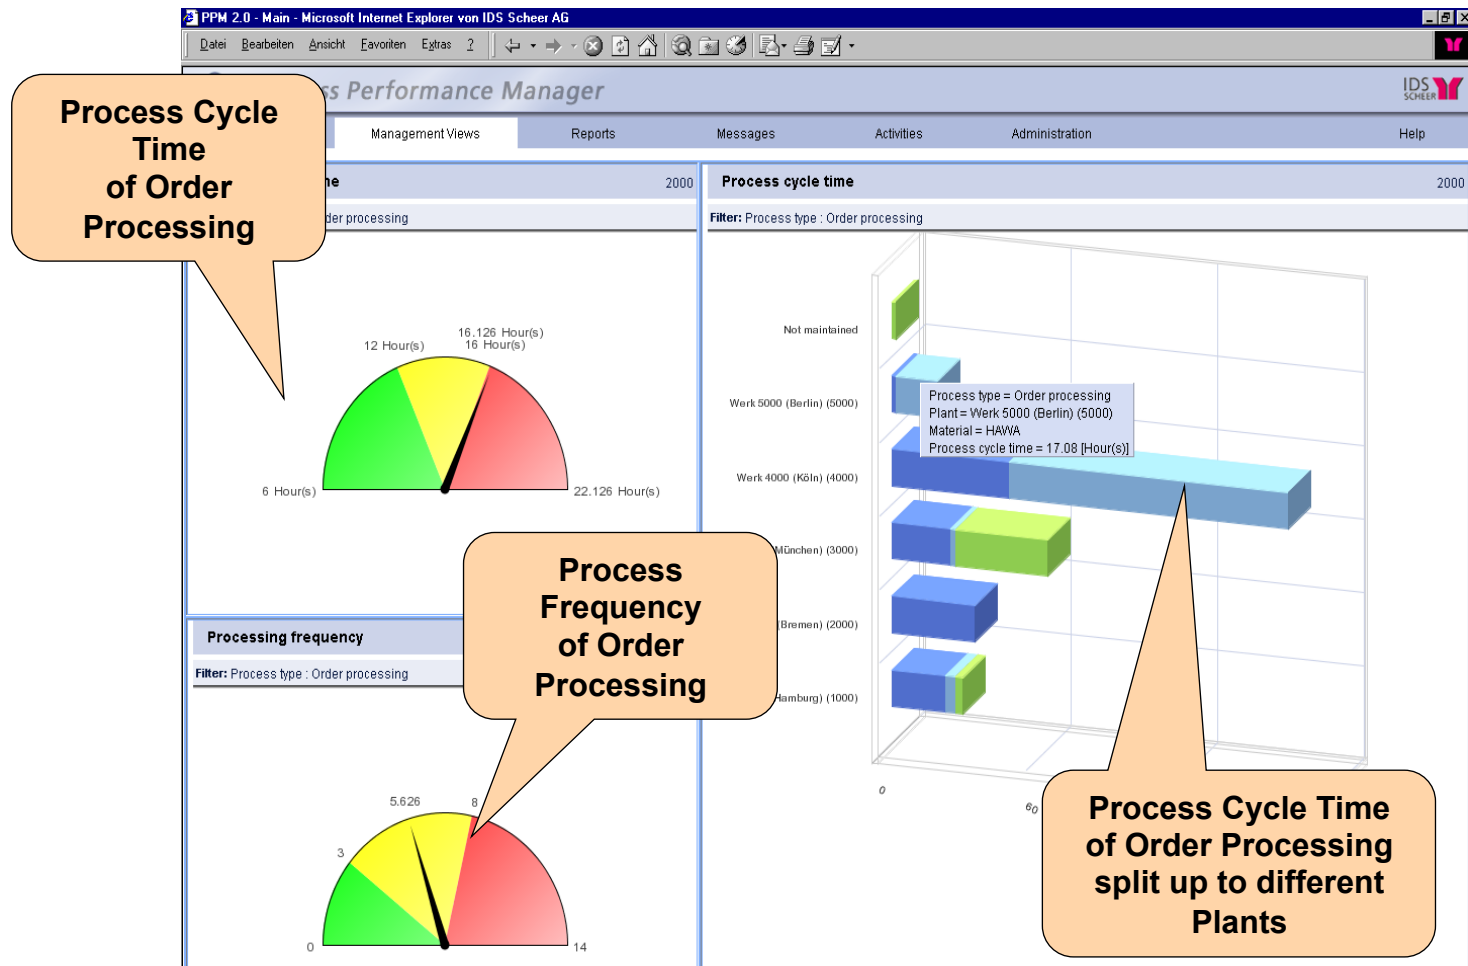 PPM 2.0 - Main - Microsoft Internet Explorer von IDS Scheer AG
Datei Bearbeiten Ansicht Favoriten Extras ?
Performance Manager
IDS SCHEER
Management Views Reports Messages Activities Administration Help
Process Cycle
Time
of Order
Processing
2000
order processing
Process cycle time 2000
Filter: Process type : Order processing
16.126 Hour(s)
12 Hour(s) 16 Hour(s)
6 Hour(s) 22.126 Hour(s)
Not maintained
Werk 5000 (Berlin) (5000)
Process type = Order processing
Plant = Werk 5000 (Berlin) (5000)
Material = HAWA
Process cycle time = 17.08 [Hour(s)]
Werk 4000 (Köln) (4000)
München) (3000)
(Bremen) (2000)
Hamburg) (1000)
0
60
Process
Frequency
of Order
Processing
Processing frequency
Filter: Process type : Order processing
5.626 8
3
0 14
Process Cycle Time
of Order Processing
split up to different
Plants